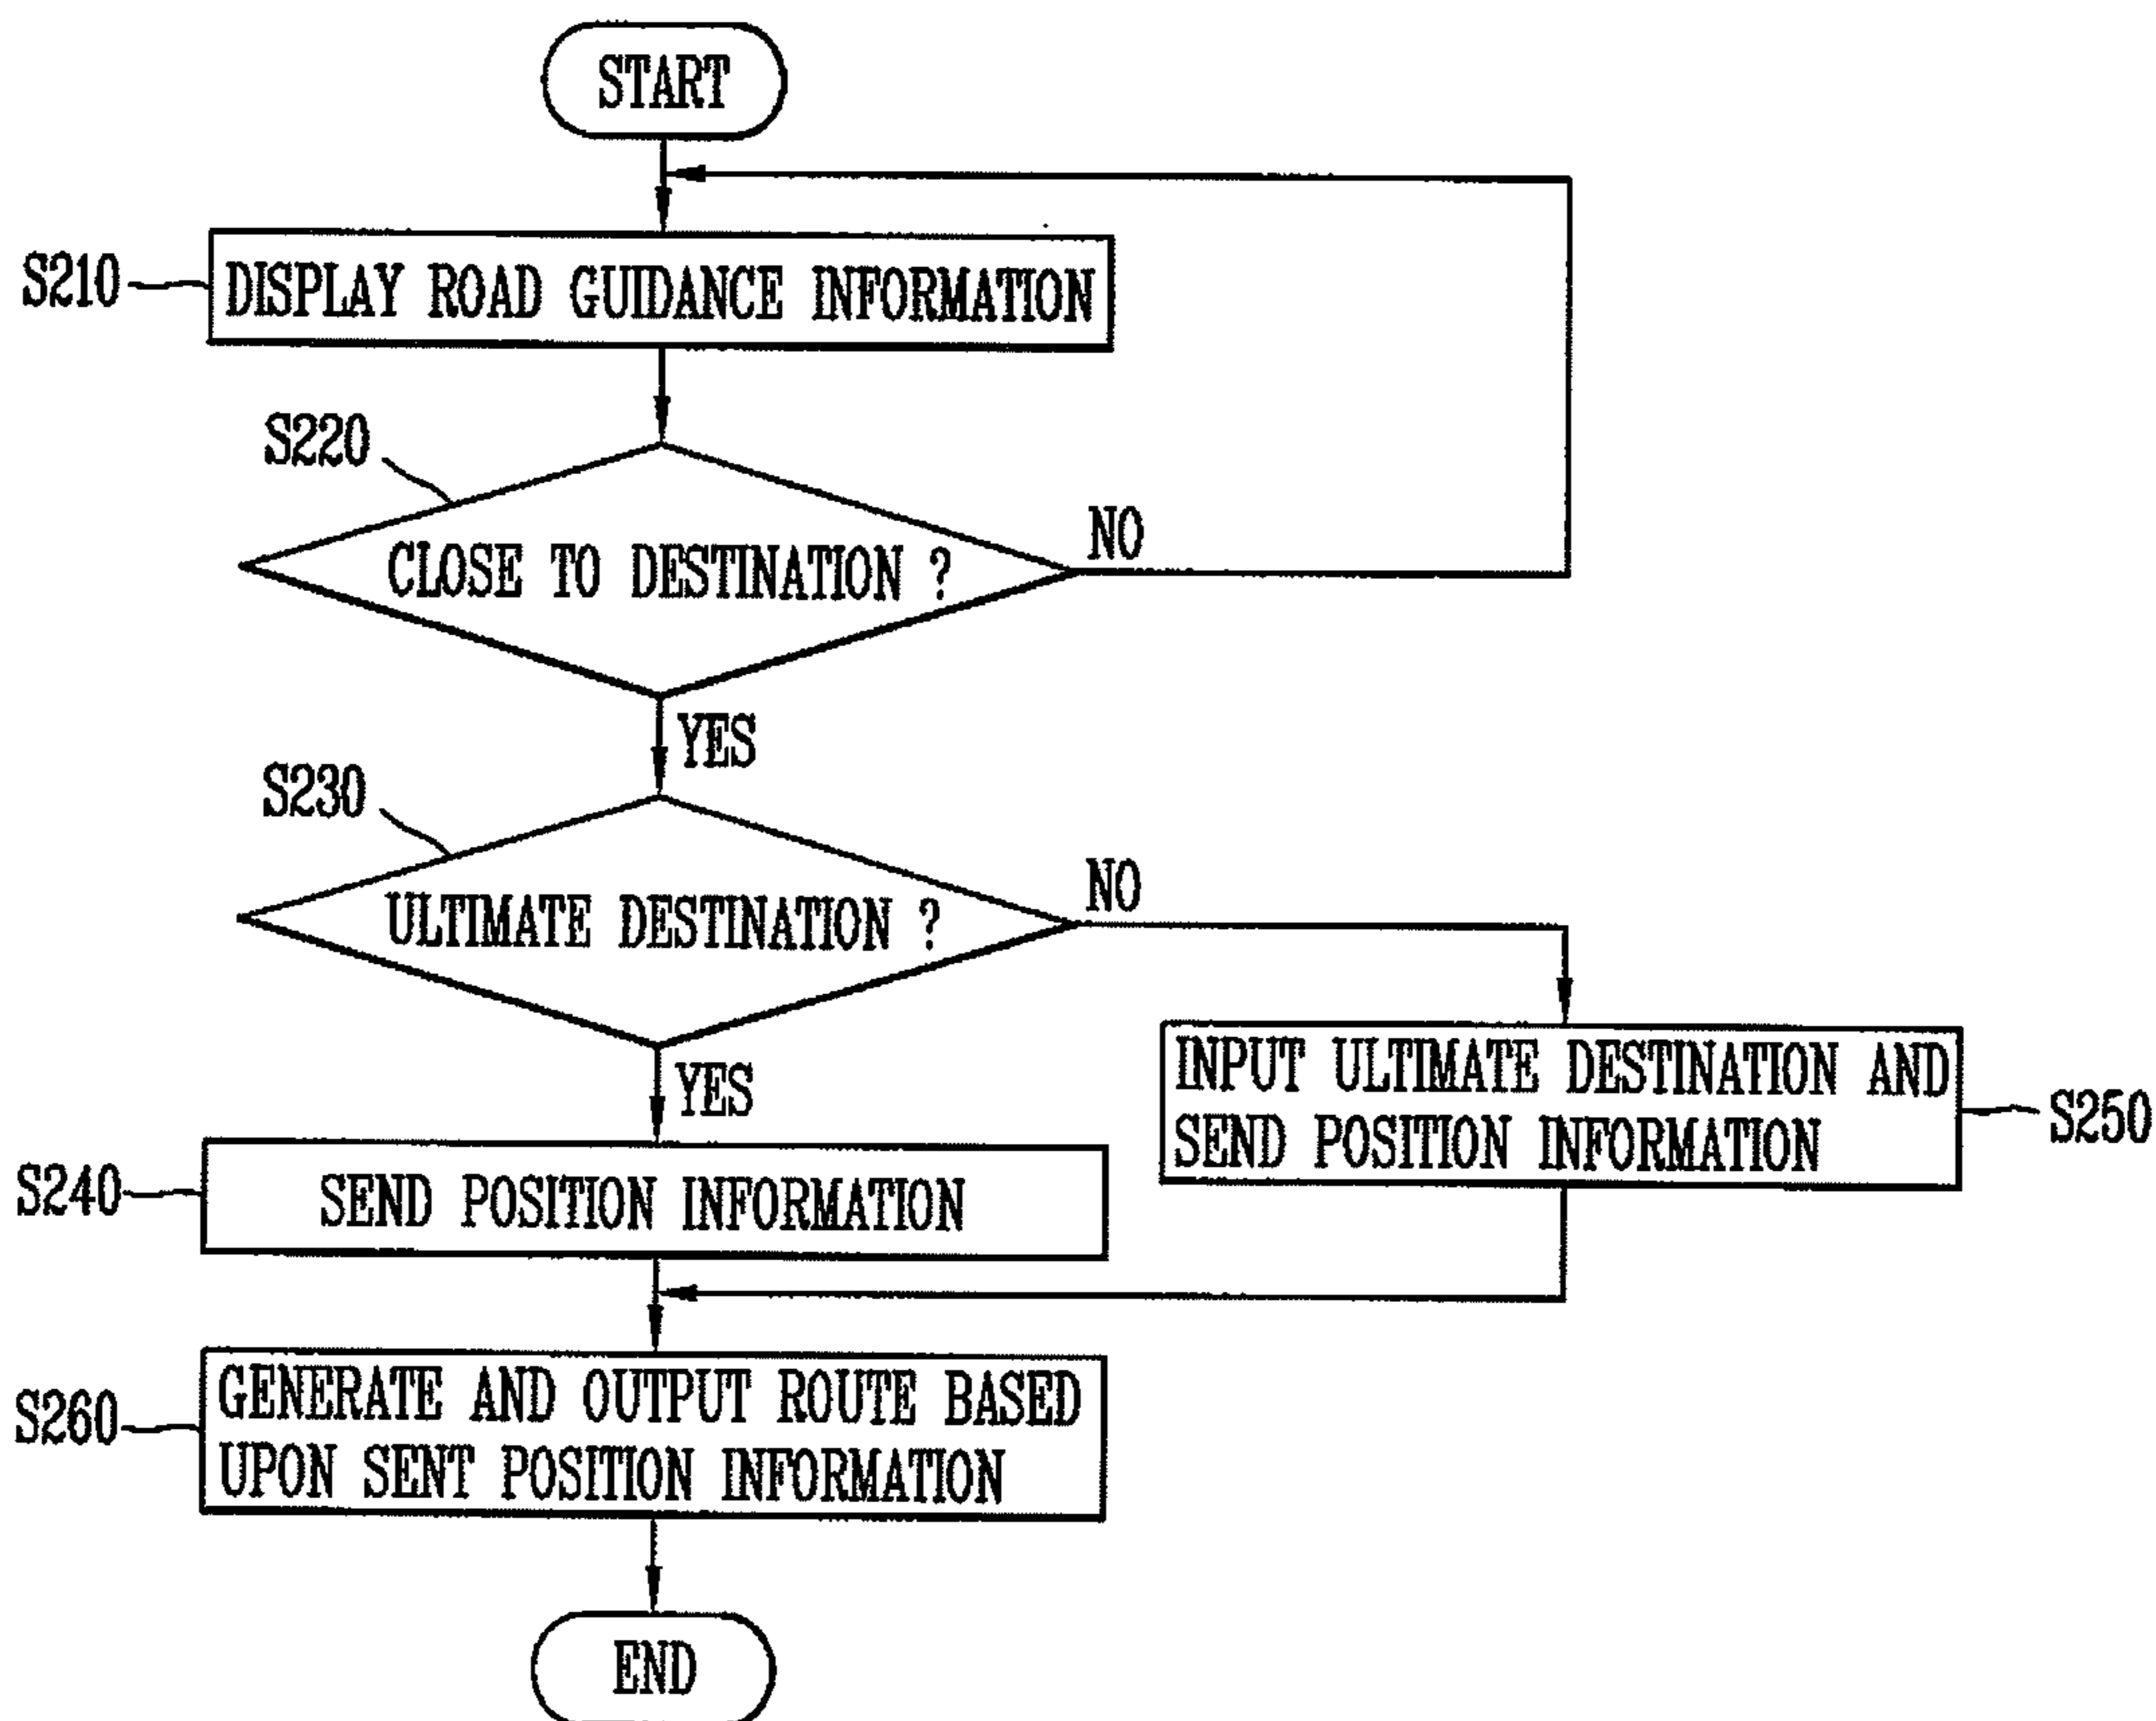 START
S210
DISPLAY ROAD GUIDANCE INFORMATION
S220
CLOSE TO DESTINATION ?
NO
YES
S230
ULTIMATE DESTINATION ?
NO
YES
INPUT ULTIMATE DESTINATION AND
SEND POSITION INFORMATION
S250
S240
SEND POSITION INFORMATION
S260
GENERATE AND OUTPUT ROUTE BASED
UPON SENT POSITION INFORMATION
END